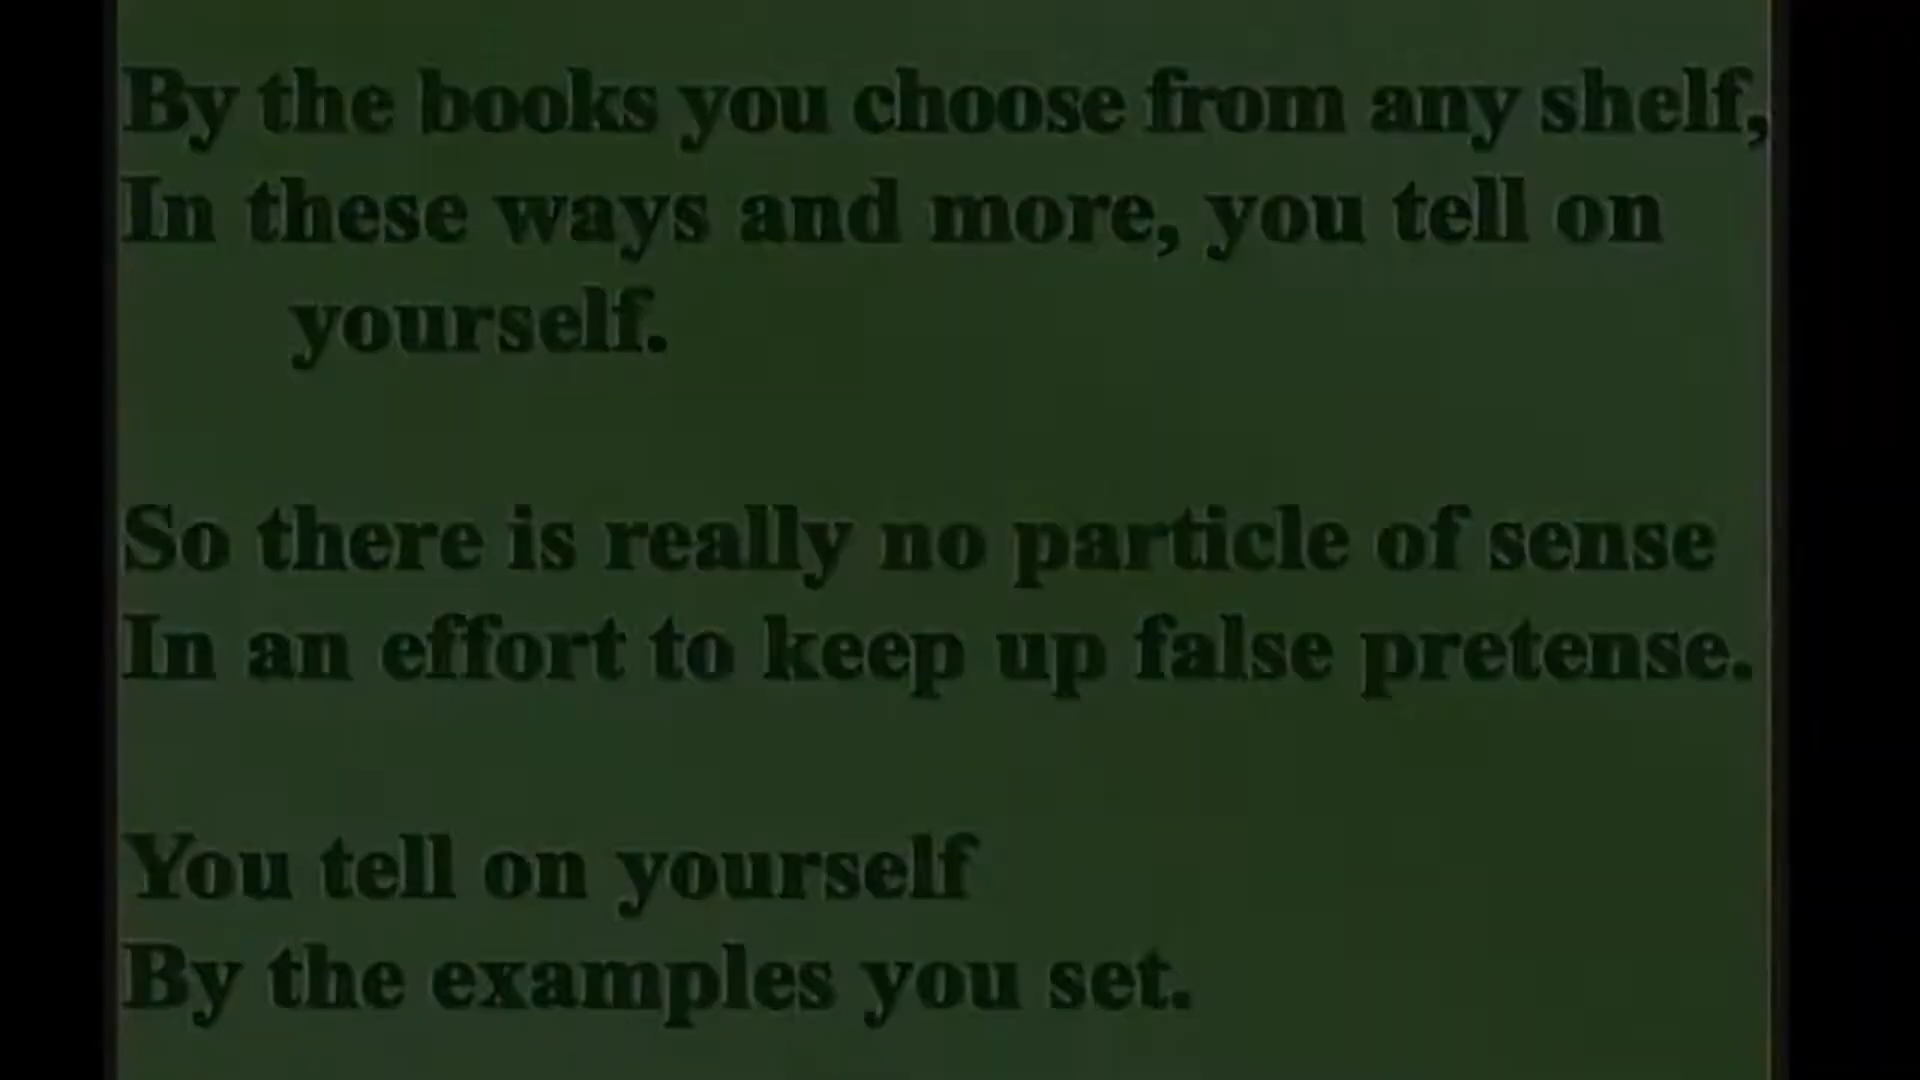 By the books you choose from any shelf,
In these ways and more, you tell on
yourself.
So there is really no particle of sense
In an effort to keep up false pretense.
You tell on yourself
By the examples you set.